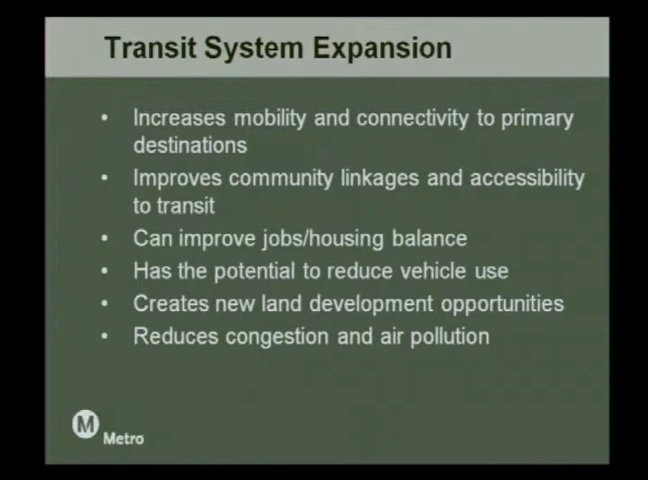 Transit System Expansion
• Increases mobility and connectivity to primary
destinations
• Improves community linkages and accessibility
to transit
• Can improve jobs/housing balance
• Has the potential to reduce vehicle use
• Creates new land development opportunities
• Reduces congestion and air pollution
M
Metro